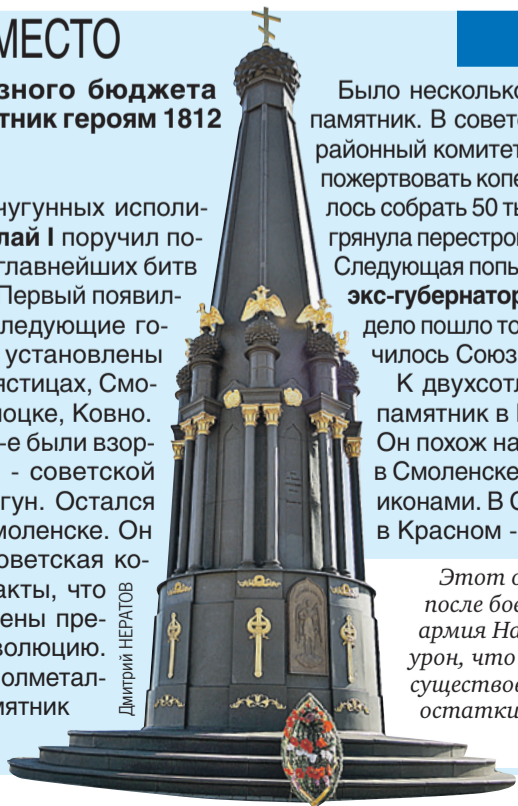 МЕСТО
зного бюджета
тник героям 1812
чугунных исполи-
лай I поручил по-
главнейших битв
Первый появил-
ледующие го-
установлены
ястицах, Смо-
лоцке, Ковно.
-е были взор-
- советской
гун. Остался
моленске. Он
оветская ко-
акты, что
ены пре-
волюцию.
олметал-
мятник
Дмитрий НЕРАТОВ
Было несколько
памятник. В совет
районный комитет
пожертвовать копе
лось собрать 50 ты
грянула перестрой
Следующая попы
экс-губернатор
дело пошло то
чилось Союз
К двухсотл
памятник в
Он похож на
в Смоленске
иконами. В С
в Красном -
Этот о
после боев
армия На
урон, что
существов
остатки